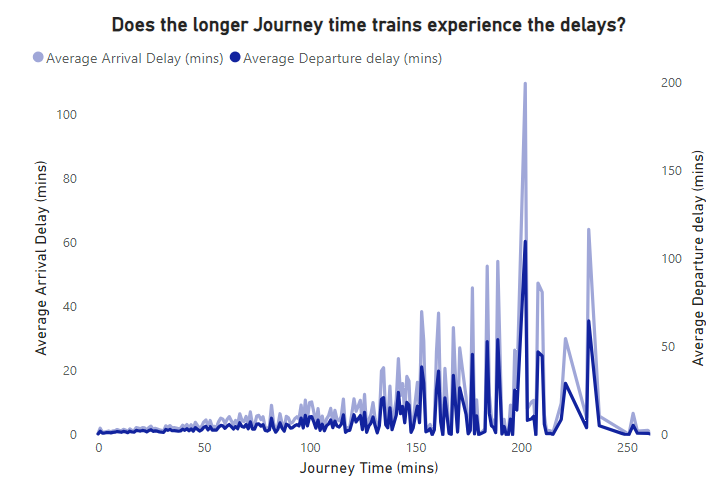 Does the longer Journey time trains experience the delays?
Average Arrival Delay (mins) Average Departure delay (mins)
Average Arrival Delay (mins)
100
80
60
40
20
0
200
150
100
50
0
Average Departure delay (mins)
0 50 100 150 200 250
Journey Time (mins)